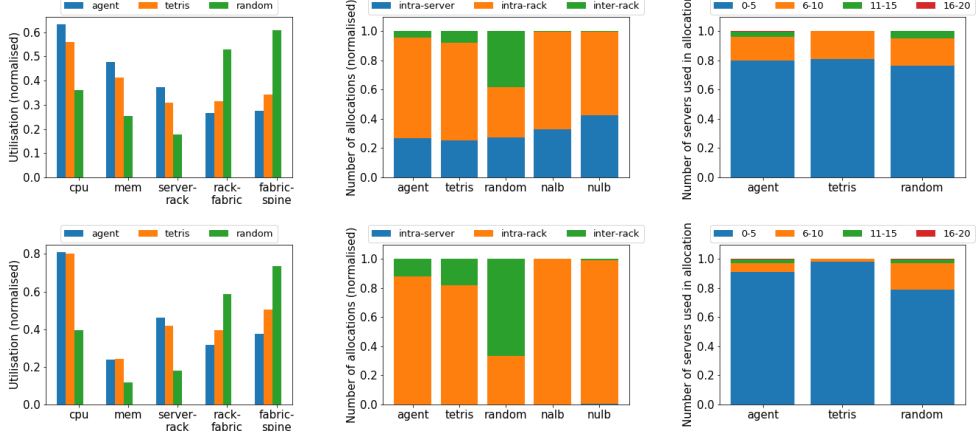 agent tetris random
Utilisation (normalised)
0.6
0.5
0.4
0.3
0.2
0.1
0.0
cpu mem server-rack rack-fabric fabric-spine
intra-server intra-rack inter-rack
Number of allocations (normalised)
1.0
0.8
0.6
0.4
0.2
0.0
agent tetris random nalb nulb
0-5 6-10 11-15 16-20
Number of servers used in allocation
1.0
0.8
0.6
0.4
0.2
0.0
agent tetris random
agent tetris random
Utilisation (normalised)
0.8
0.6
0.4
0.2
0.0
cpu mem server-rack rack-fabric fabric-spine
intra-server intra-rack inter-rack
Number of allocations (normalised)
1.0
0.8
0.6
0.4
0.2
0.0
agent tetris random nalb nulb
0-5 6-10 11-15 16-20
Number of servers used in allocation
1.0
0.8
0.6
0.4
0.2
0.0
agent tetris random